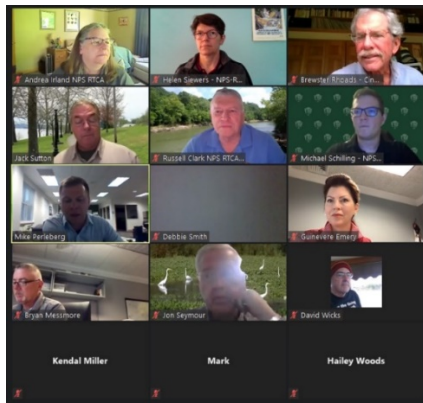 Andrea Irland NPS RTCA
Helen Siewers - NPS-R...
Brewster Rhoads - Cin...
Jack Sutton
Russell Clark NPS RTCA...
Michael Schilling - NPS...
Mike Perleberg
Debbie Smith
Guinevere Emery
Bryan Messmore
Jon Seymour
David Wicks
Kendal Miller
Mark
Hailey Woods